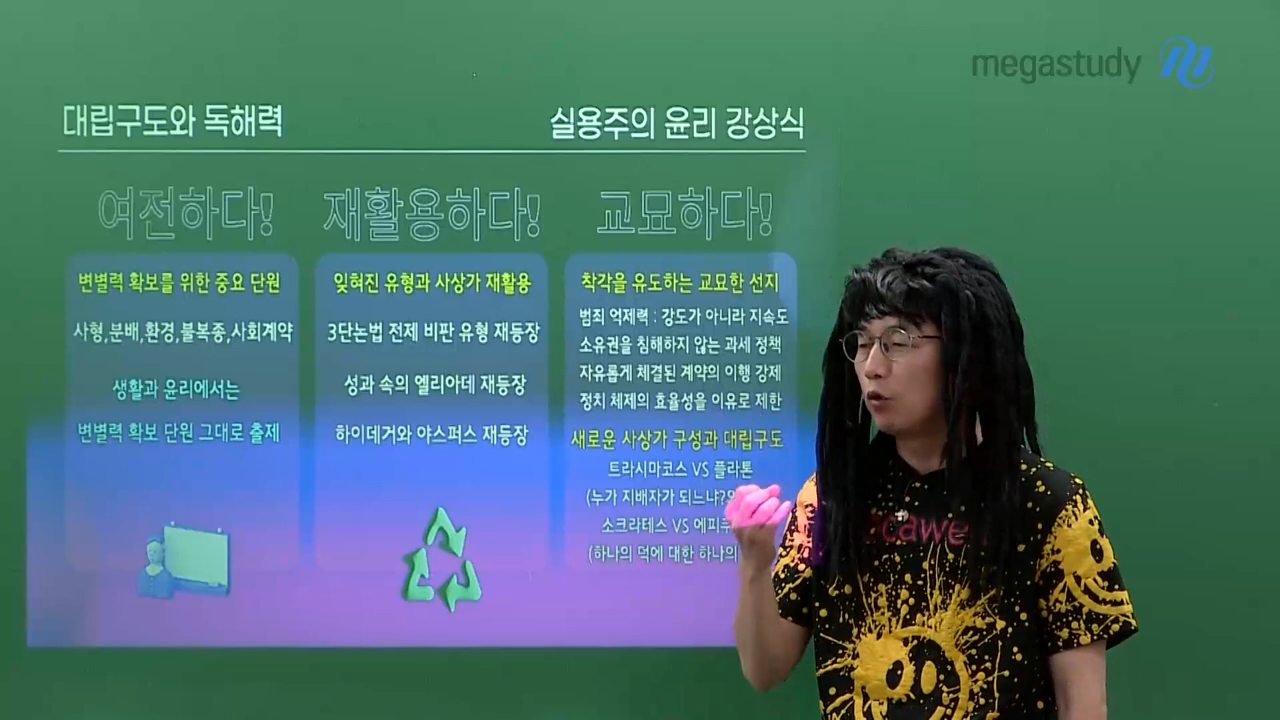 megastudy
대립구도와 독해력
실용주의 윤리 강상식
여전하다!
변별력 확보를 위한 중요 단원
사형,분배,환경,불복종,사회계약
생활과 윤리에서는
변별력 확보 단원 그대로 출제
재활용하다!
잊혀진 유형과 사상가 재활용
3단논법 전제 비판 유형 재등장
성과 속의 엘리아데 재등장
하이데거와 야스퍼스 재등장
교묘하다!
착각을 유도하는 교묘한 선지
범죄 억제력 : 강도가 아니라 지속도
소유권을 침해하지 않는 과세 정책
자유롭게 체결된 계약의 이행 강제
정치 체제의 효율성을 이유로 제한
새로운 사상가 구성과 대립구도
트라시마코스 VS 플라톤
(누가 지배자가 되느냐?
소크라테스 VS
(하나의 덕에 대한 하나의